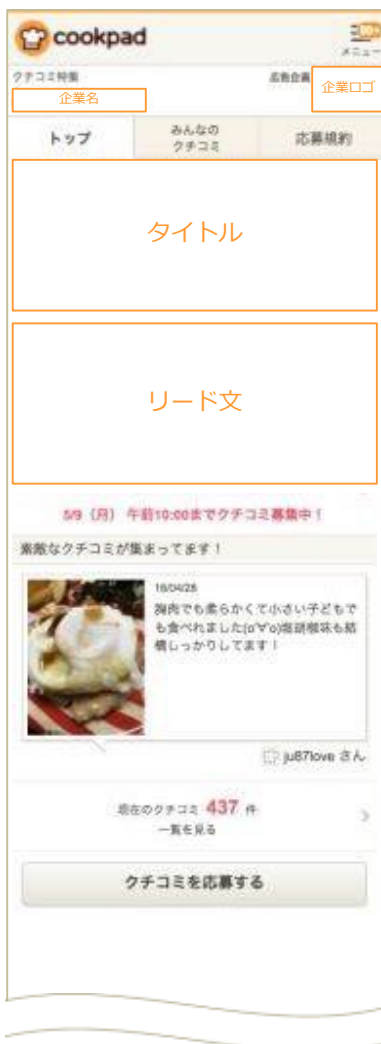 cookpad
メニュー
クチコミ特集
広告企画
企業名
企業ロゴ
トップ
みんなの
クチコミ
応募規約
タイトル
リード文
5/9（月） 午前10:00までクチコミ募集中！
素敵なクチコミが集まってます！
16/04/28
胸肉でも柔らかくて小さい子どもで
も食べれました(o'∀'o)塩胡椒味も結
構しっかりしてます！
ju87love さん
現在のクチコミ 437 件
一覧を見る
クチコミを応募する